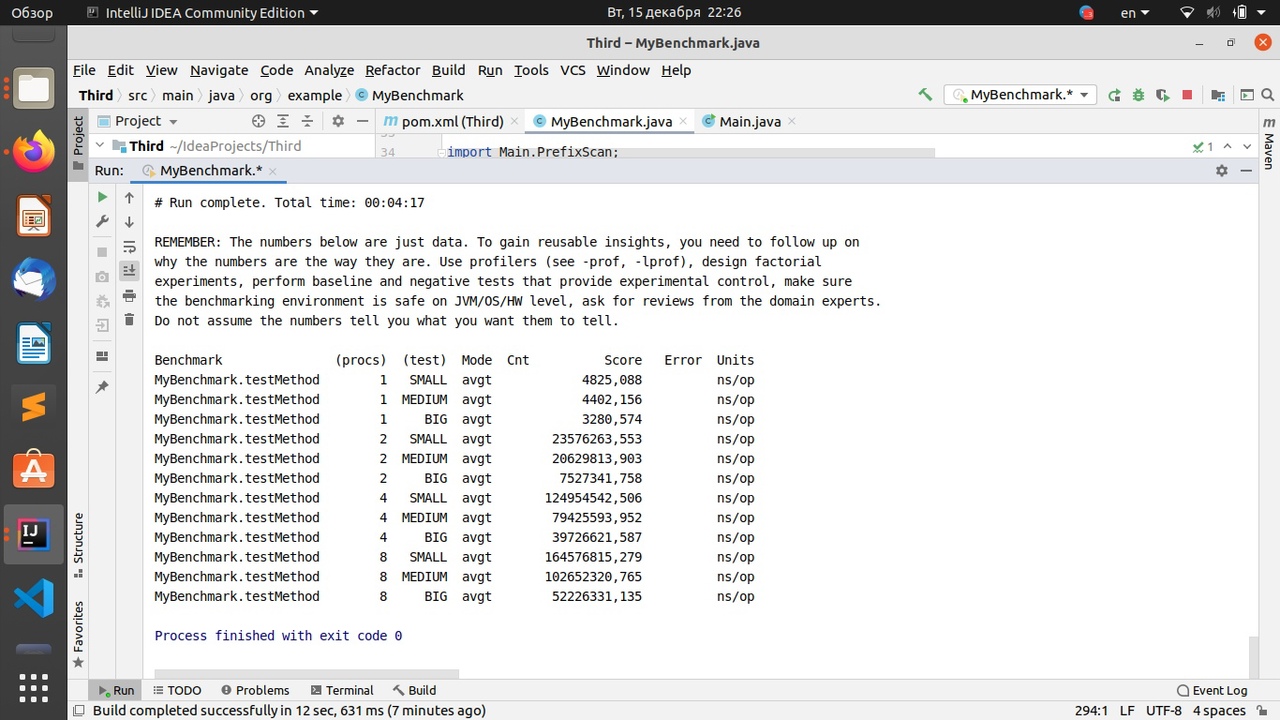 Обзор IntelliJ IDEA Community Edition Вт, 15 декабря 22:26 en
Third – MyBenchmark.java
File Edit View Navigate Code Analyze Refactor Build Run Tools VCS Window Help
Third src main java org example MyBenchmark MyBenchmark.*
Project pom.xml (Third) MyBenchmark.java Main.java
Project
Maven
Third ~/IdeaProjects/Third
34 import Main.PrefixScan;
1
Run: MyBenchmark.*
# Run complete. Total time: 00:04:17
REMEMBER: The numbers below are just data. To gain reusable insights, you need to follow up on
why the numbers are the way they are. Use profilers (see -prof, -lprof), design factorial
experiments, perform baseline and negative tests that provide experimental control, make sure
the benchmarking environment is safe on JVM/OS/HW level, ask for reviews from the domain experts.
Do not assume the numbers tell you what you want them to tell.
Benchmark (procs) (test) Mode Cnt Score Error Units
MyBenchmark.testMethod 1 SMALL avgt 4825,088 ns/op
MyBenchmark.testMethod 1 MEDIUM avgt 4402,156 ns/op
MyBenchmark.testMethod 1 BIG avgt 3280,574 ns/op
MyBenchmark.testMethod 2 SMALL avgt 23576263,553 ns/op
MyBenchmark.testMethod 2 MEDIUM avgt 20629813,903 ns/op
MyBenchmark.testMethod 2 BIG avgt 7527341,758 ns/op
MyBenchmark.testMethod 4 SMALL avgt 124954542,506 ns/op
MyBenchmark.testMethod 4 MEDIUM avgt 79425593,952 ns/op
MyBenchmark.testMethod 4 BIG avgt 39726621,587 ns/op
MyBenchmark.testMethod 8 SMALL avgt 164576815,279 ns/op
MyBenchmark.testMethod 8 MEDIUM avgt 102652320,765 ns/op
MyBenchmark.testMethod 8 BIG avgt 52226331,135 ns/op
Process finished with exit code 0
Structure
Favorites
Run TODO Problems Terminal Build Event Log
Build completed successfully in 12 sec, 631 ms (7 minutes ago) 294:1 LF UTF-8 4 spaces